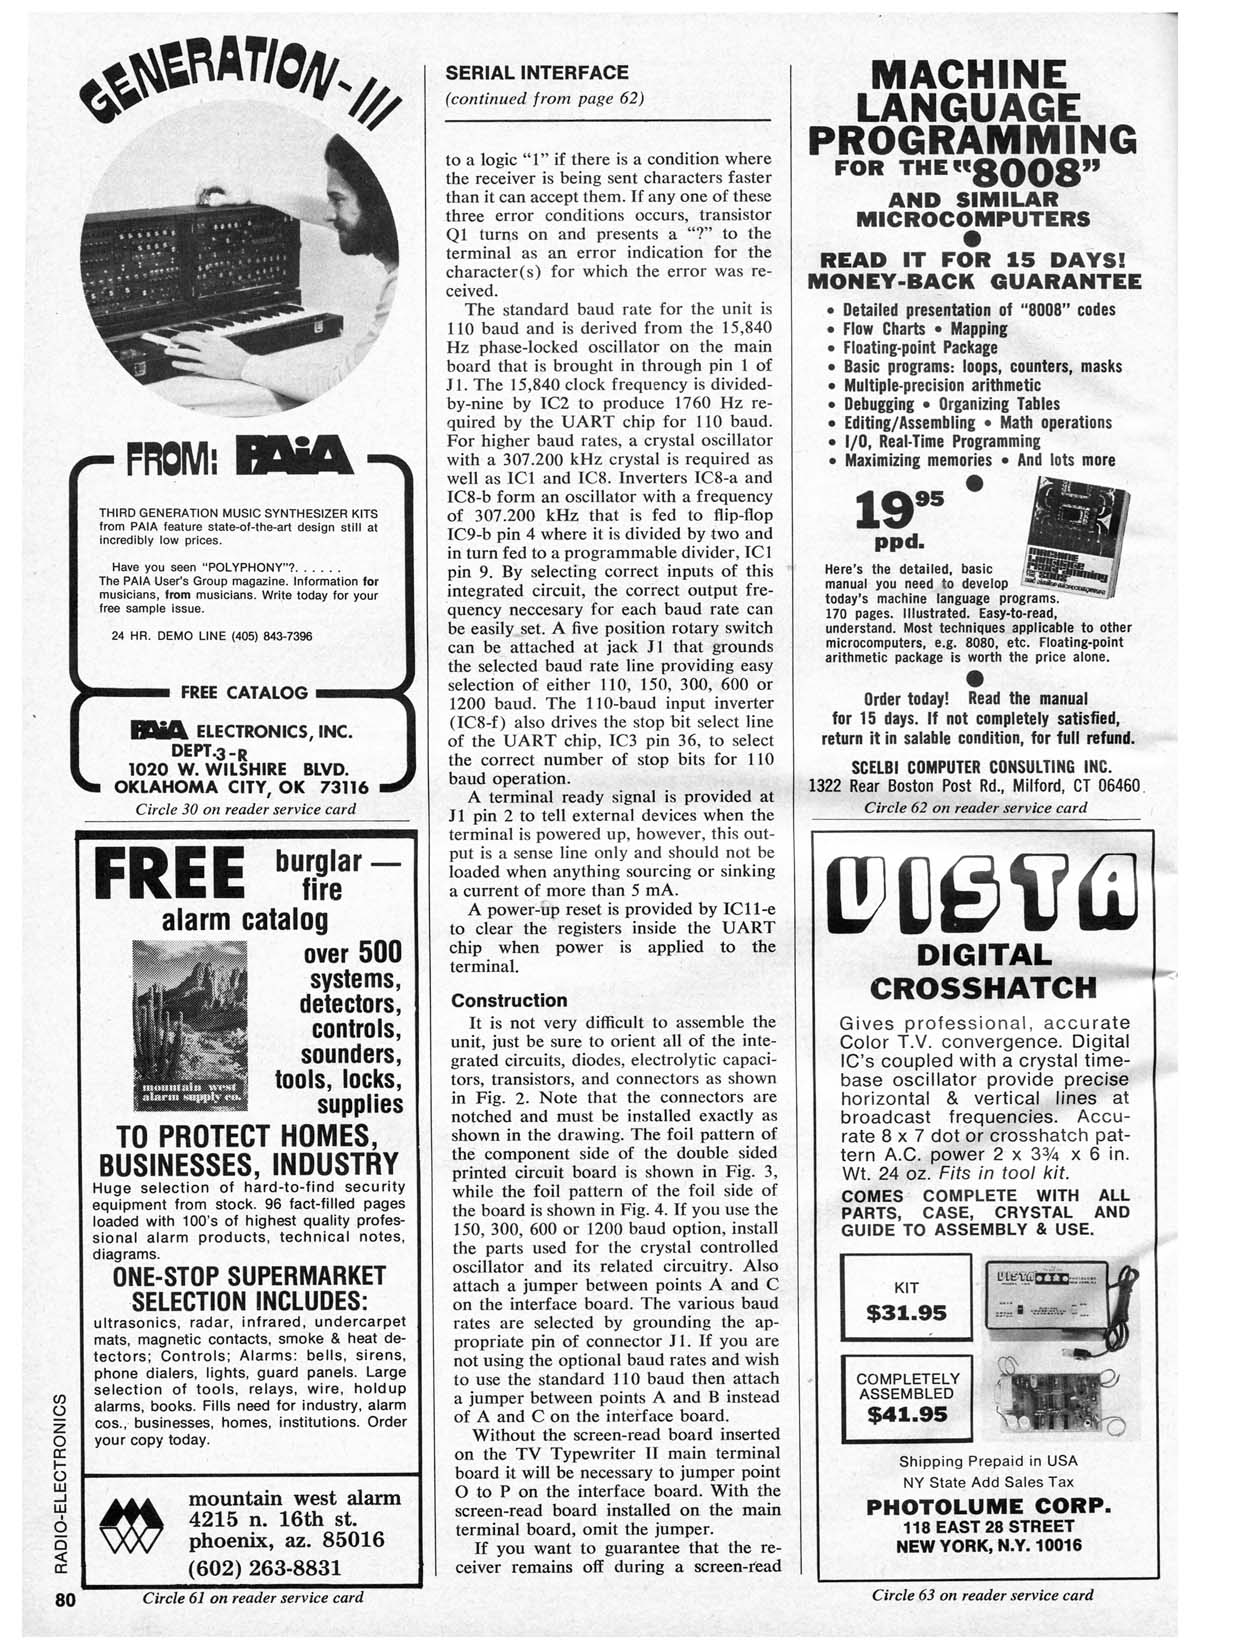 GENERATION-III
FROM: PAiA
THIRD GENERATION MUSIC SYNTHESIZER KITS
from PAIA feature state-of-the-art design still at
incredibly low prices.
Have you seen "POLYPHONY"?. . . . . .
The PAIA User's Group magazine. Information for
musicians, from musicians. Write today for your
free sample issue.
24 HR. DEMO LINE (405) 843-7396
FREE CATALOG
PAiA ELECTRONICS, INC.
DEPT.3-R
1020 W. WILSHIRE BLVD.
OKLAHOMA CITY, OK 73116
Circle 30 on reader service card
FREE burglar —
fire
alarm catalog
over 500
systems,
detectors,
controls,
sounders,
tools, locks,
supplies
mountain west
alarm supply co.
TO PROTECT HOMES,
BUSINESSES, INDUSTRY
Huge selection of hard-to-find security
equipment from stock. 96 fact-filled pages
loaded with 100's of highest quality profes-
sional alarm products, technical notes,
diagrams.
ONE-STOP SUPERMARKET
SELECTION INCLUDES:
ultrasonics, radar, infrared, undercarpet
mats, magnetic contacts, smoke & heat de-
tectors; Controls; Alarms: bells, sirens,
phone dialers, lights, guard panels. Large
selection of tools, relays, wire, holdup
alarms, books. Fills need for industry, alarm
cos., businesses, homes, institutions. Order
your copy today.
mountain west alarm
4215 n. 16th st.
phoenix, az. 85016
(602) 263-8831
Circle 61 on reader service card
RADIO-ELECTRONICS
80
SERIAL INTERFACE
(continued from page 62)
to a logic "1" if there is a condition where
the receiver is being sent characters faster
than it can accept them. If any one of these
three error conditions occurs, transistor
Q1 turns on and presents a "?" to the
terminal as an error indication for the
character(s) for which the error was re-
ceived.
The standard baud rate for the unit is
110 baud and is derived from the 15,840
Hz phase-locked oscillator on the main
board that is brought in through pin 1 of
J1. The 15,840 clock frequency is divided-
by-nine by IC2 to produce 1760 Hz re-
quired by the UART chip for 110 baud.
For higher baud rates, a crystal oscillator
with a 307.200 kHz crystal is required as
well as IC1 and IC8. Inverters IC8-a and
IC8-b form an oscillator with a frequency
of 307.200 kHz that is fed to flip-flop
IC9-b pin 4 where it is divided by two and
in turn fed to a programmable divider, IC1
pin 9. By selecting correct inputs of this
integrated circuit, the correct output fre-
quency neccesary for each baud rate can
be easily set. A five position rotary switch
can be attached at jack J1 that grounds
the selected baud rate line providing easy
selection of either 110, 150, 300, 600 or
1200 baud. The 110-baud input inverter
(IC8-f) also drives the stop bit select line
of the UART chip, IC3 pin 36, to select
the correct number of stop bits for 110
baud operation.
A terminal ready signal is provided at
J1 pin 2 to tell external devices when the
terminal is powered up, however, this out-
put is a sense line only and should not be
loaded when anything sourcing or sinking
a current of more than 5 mA.
A power-up reset is provided by IC11-e
to clear the registers inside the UART
chip when power is applied to the
terminal.
Construction
It is not very difficult to assemble the
unit, just be sure to orient all of the inte-
grated circuits, diodes, electrolytic capaci-
tors, transistors, and connectors as shown
in Fig. 2. Note that the connectors are
notched and must be installed exactly as
shown in the drawing. The foil pattern of
the component side of the double sided
printed circuit board is shown in Fig. 3,
while the foil pattern of the foil side of
the board is shown in Fig. 4. If you use the
150, 300, 600 or 1200 baud option, install
the parts used for the crystal controlled
oscillator and its related circuitry. Also
attach a jumper between points A and C
on the interface board. The various baud
rates are selected by grounding the ap-
propriate pin of connector J1. If you are
not using the optional baud rates and wish
to use the standard 110 baud then attach
a jumper between points A and B instead
of A and C on the interface board.
Without the screen-read board inserted
on the TV Typewriter II main terminal
board it will be necessary to jumper point
O to P on the interface board. With the
screen-read board installed on the main
terminal board, omit the jumper.
If you want to guarantee that the re-
ceiver remains off during a screen-read
MACHINE
LANGUAGE
PROGRAMMING
FOR THE "8008"
AND SIMILAR
MICROCOMPUTERS
READ IT FOR 15 DAYS!
MONEY-BACK GUARANTEE
• Detailed presentation of "8008" codes
• Flow Charts • Mapping
• Floating-point Package
• Basic programs: loops, counters, masks
• Multiple-precision arithmetic
• Debugging • Organizing Tables
• Editing/Assembling • Math operations
• I/O, Real-Time Programming
• Maximizing memories • And lots more
19 95
ppd.
Here's the detailed, basic
manual you need to develop
today's machine language programs.
170 pages. Illustrated. Easy-to-read,
understand. Most techniques applicable to other
microcomputers, e.g. 8080, etc. Floating-point
arithmetic package is worth the price alone.
Order today! Read the manual
for 15 days. If not completely satisfied,
return it in salable condition, for full refund.
SCELBI COMPUTER CONSULTING INC.
1322 Rear Boston Post Rd., Milford, CT 06460
Circle 62 on reader service card
VISTA
DIGITAL
CROSSHATCH
Gives professional, accurate
Color T.V. convergence. Digital
IC's coupled with a crystal time-
base oscillator provide precise
horizontal & vertical lines at
broadcast frequencies. Accu-
rate 8 x 7 dot or crosshatch pat-
tern A.C. power 2 x 3¾ x 6 in.
Wt. 24 oz. Fits in tool kit.
COMES COMPLETE WITH ALL
PARTS, CASE, CRYSTAL AND
GUIDE TO ASSEMBLY & USE.
KIT
$31.95
COMPLETELY
ASSEMBLED
$41.95
VISTA
Shipping Prepaid in USA
NY State Add Sales Tax
PHOTOLUME CORP.
118 EAST 28 STREET
NEW YORK, N.Y. 10016
Circle 63 on reader service card